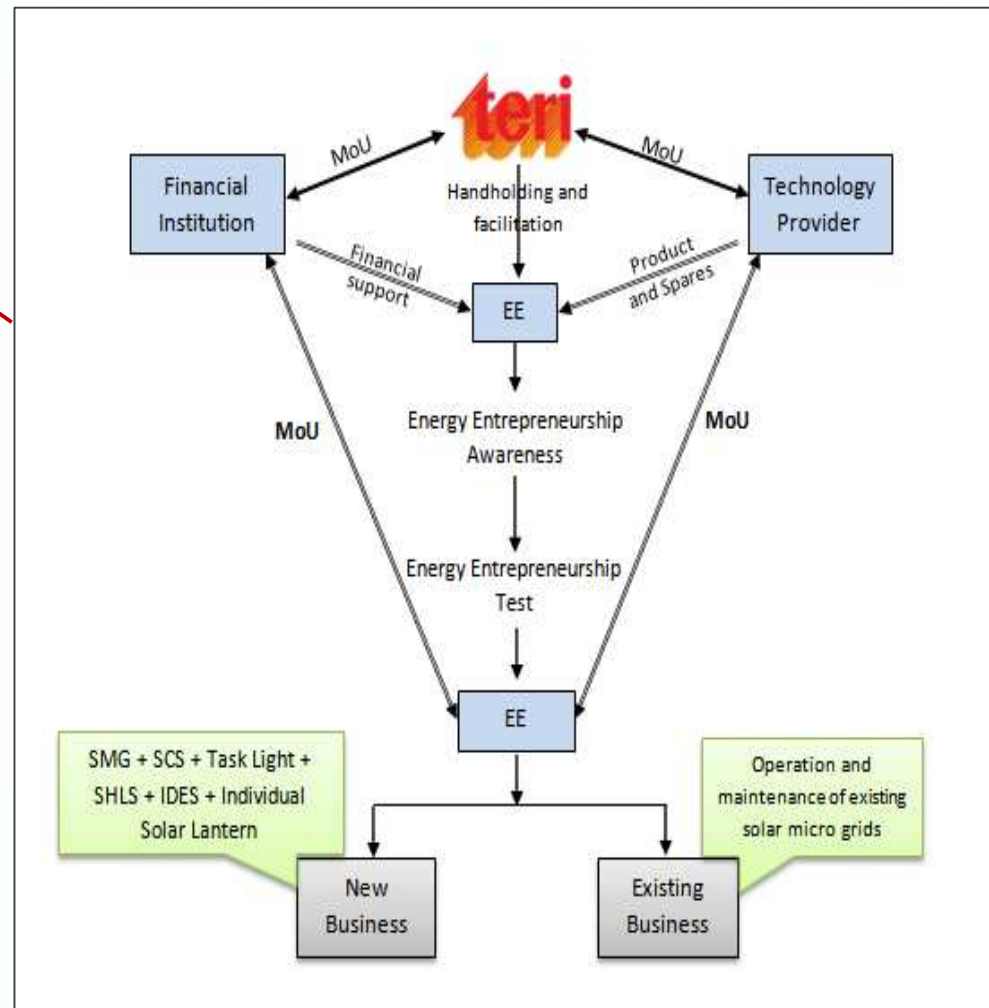 teri
MoU
MoU
Financial
Institution
Handholding and
facilitation
Technology
Provider
Financial
support
Product
and Spares
EE
Energy Entrepreneurship
Awareness
MoU
MoU
Energy Entrepreneurship
Test
EE
SMG + SCS + Task Light +
SHLS + IDES + Individual
Solar Lantern
Operation and
maintenance of existing
solar micro grids
New
Business
Existing
Business